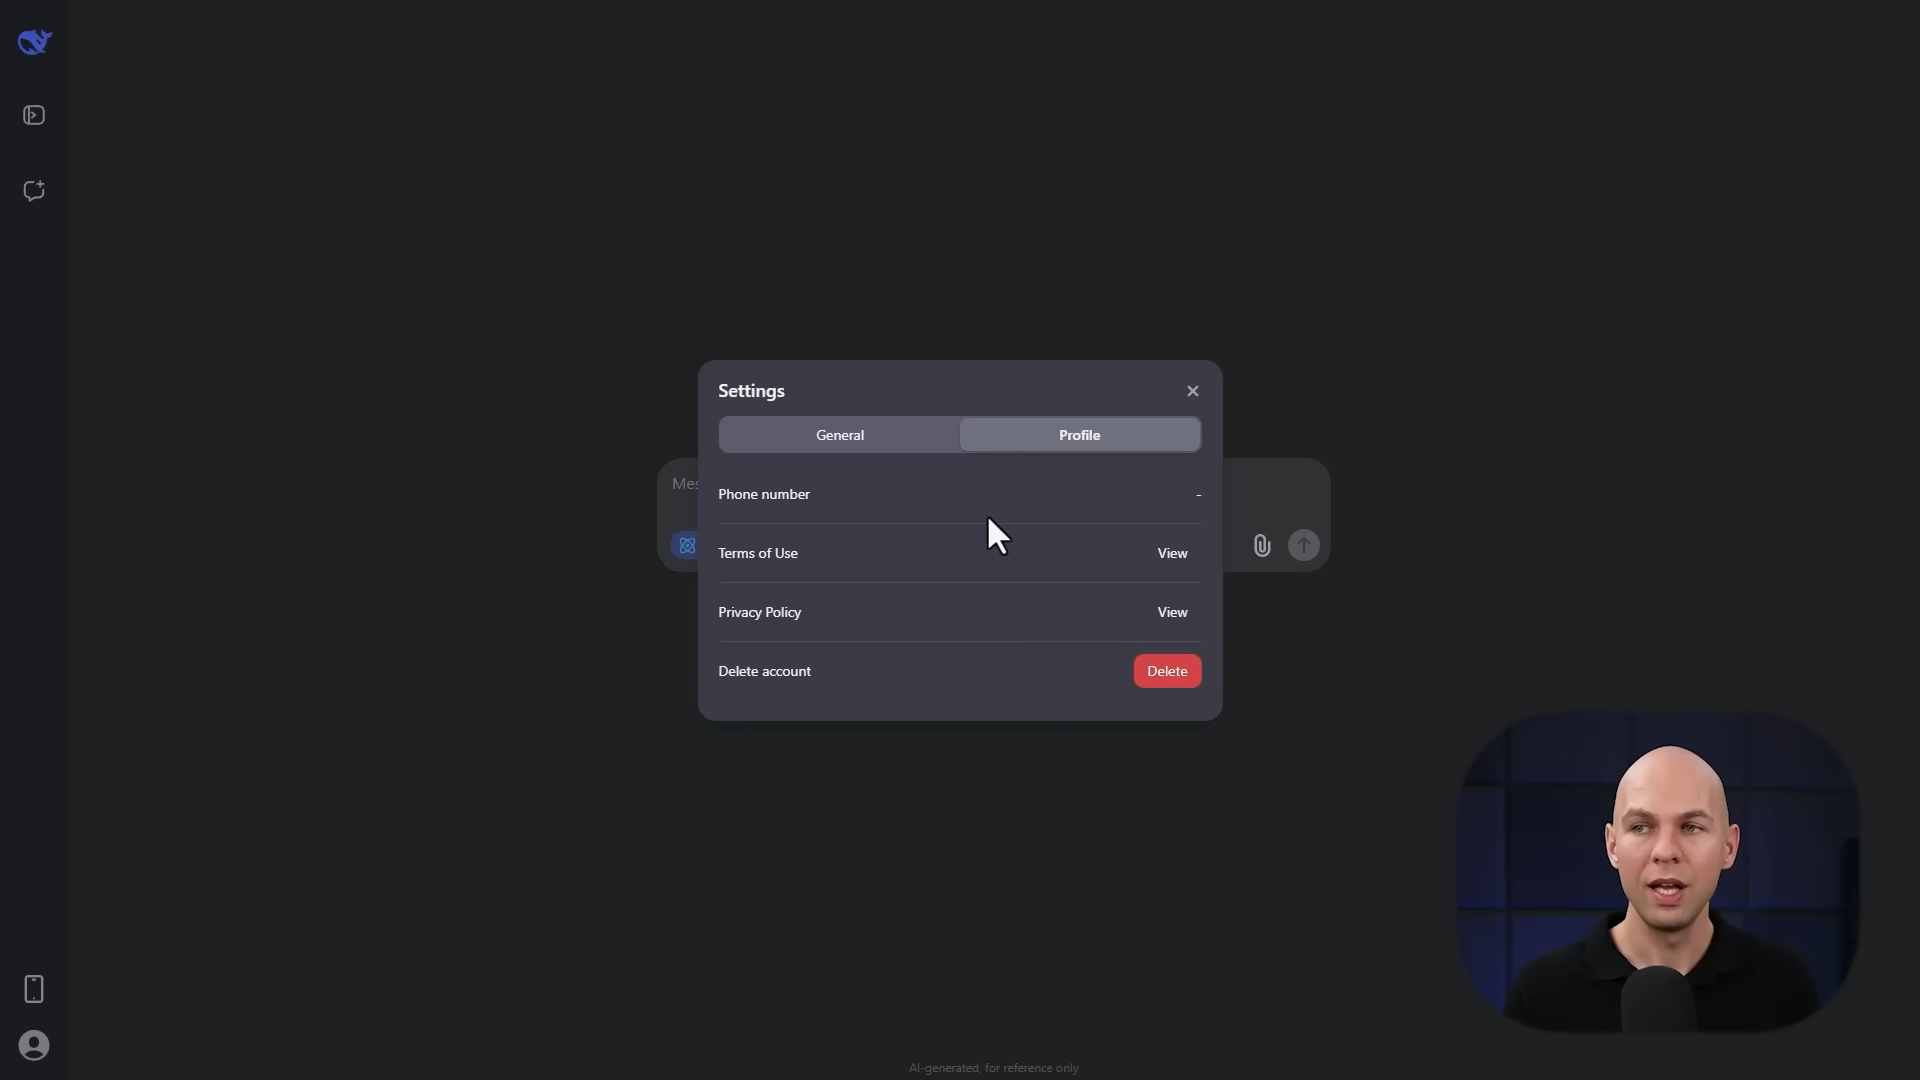 Settings
General
Profile
Phone number -
Terms of Use View
Privacy Policy View
Delete account Delete
Mes
AI-generated, for reference only